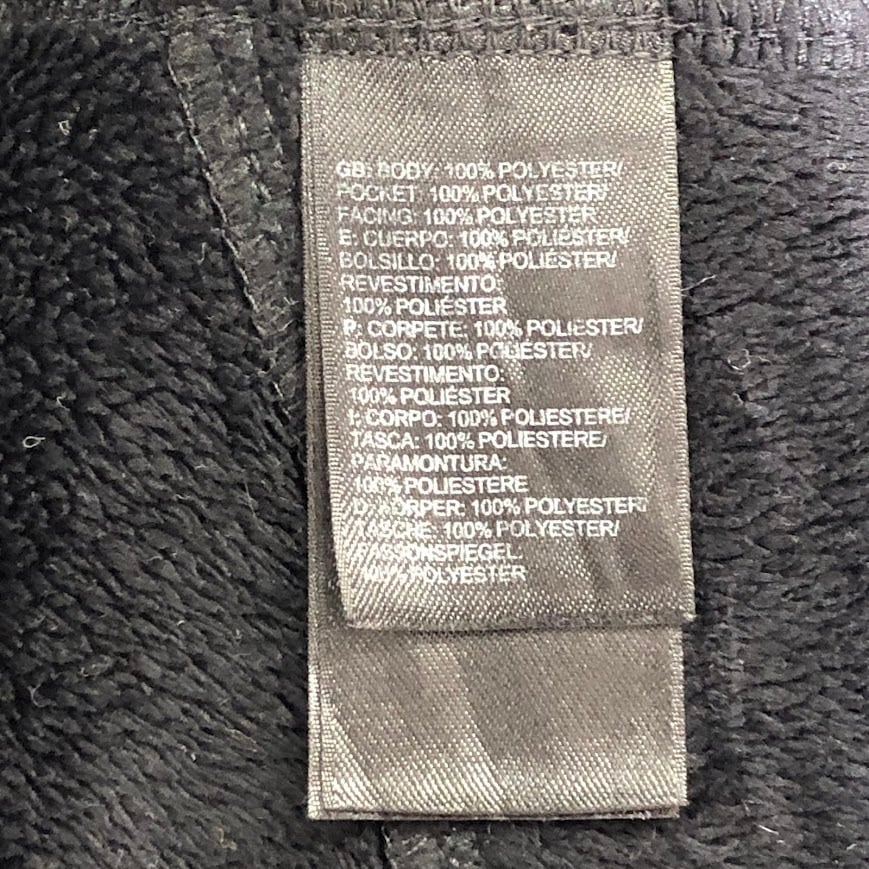 GB: BODY: 100% POLYESTER/
POCKET: 100% POLYESTER/
FACING: 100% POLYESTER
E: CUERPO: 100% POLIÉSTER/
BOLSILLO: 100% POLIÉSTER/
REVESTIMENTO:
100% POLIÉSTER
P: CORPETE: 100% POLIÉSTER/
BOLSO: 100% POLIÉSTER/
REVESTIMENTO:
100% POLIÉSTER
I: CORPO: 100% POLIESTERE/
TASCA: 100% POLIESTERE/
PARAMONTURA:
100% POLIESTERE
D: KÖRPER: 100% POLYESTER/
TASCHE: 100% POLYESTER/
PASSONSPIEGEL:
100% POLYESTER